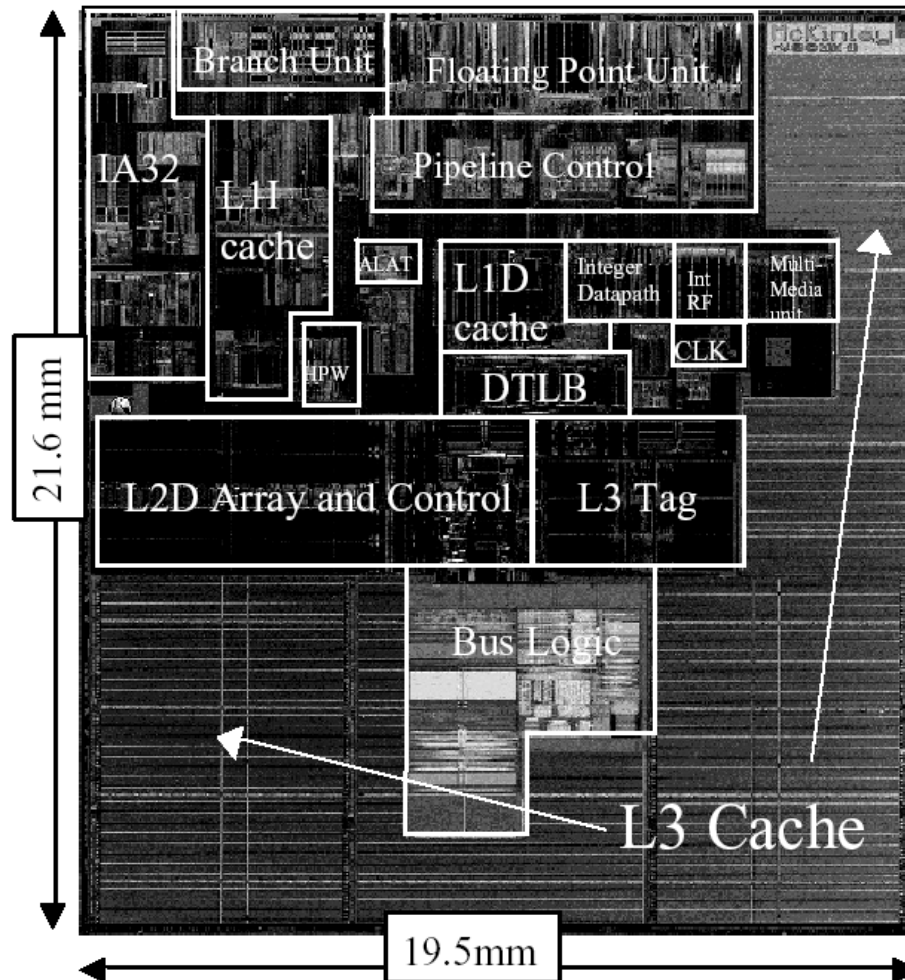 McKinley
Branch Unit
Floating Point Unit
IA32
L1I
cache
Pipeline Control
ALAT
L1D
cache
Integer
Datapath
Int
RF
Multi-
Media
unit
HPW
CLK
DTLB
21.6 mm
L2D Array and Control
L3 Tag
Bus Logic
L3 Cache
19.5mm